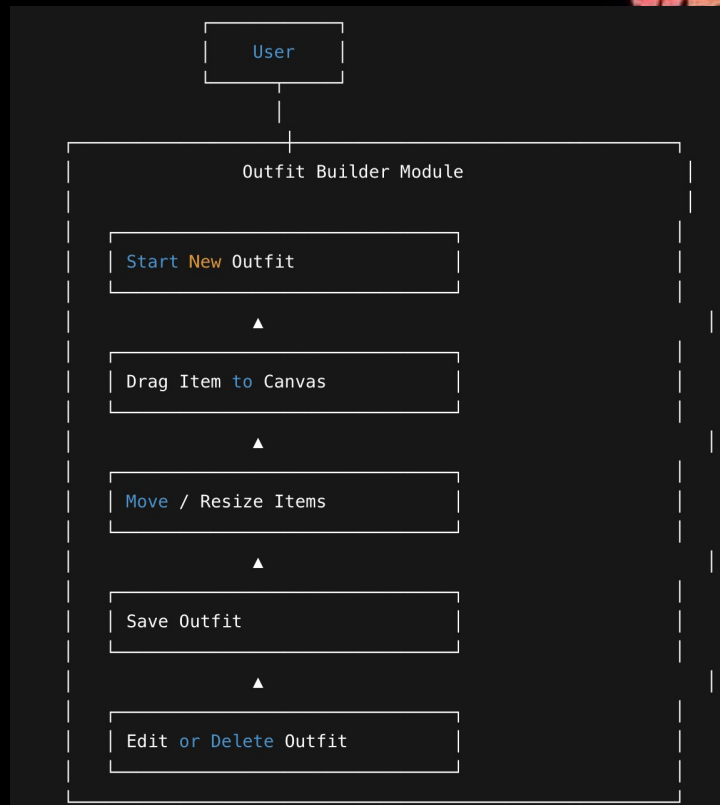 User
Outfit Builder Module
Start New Outfit
Drag Item to Canvas
Move / Resize Items
Save Outfit
Edit or Delete Outfit